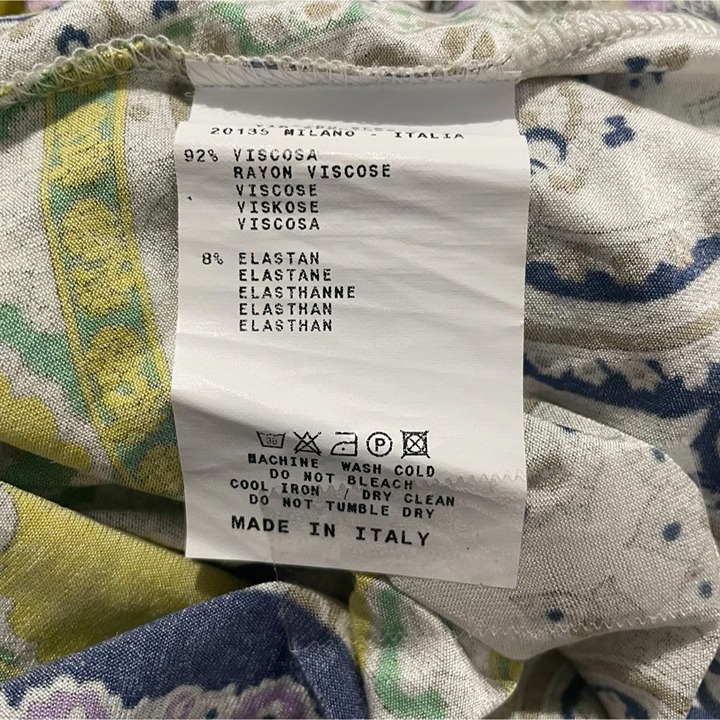 20135 MILANO - ITALIA
92% VISCOSA
RAYON VISCOSE
VISCOSE
VISKOSE
VISCOSA
8% ELASTAN
ELASTANE
ELASTHANNE
ELASTHAN
ELASTHAN
30 P
MACHINE WASH COLD
DO NOT BLEACH
COOL IRON / DRY CLEAN
DO NOT TUMBLE DRY
MADE IN ITALY